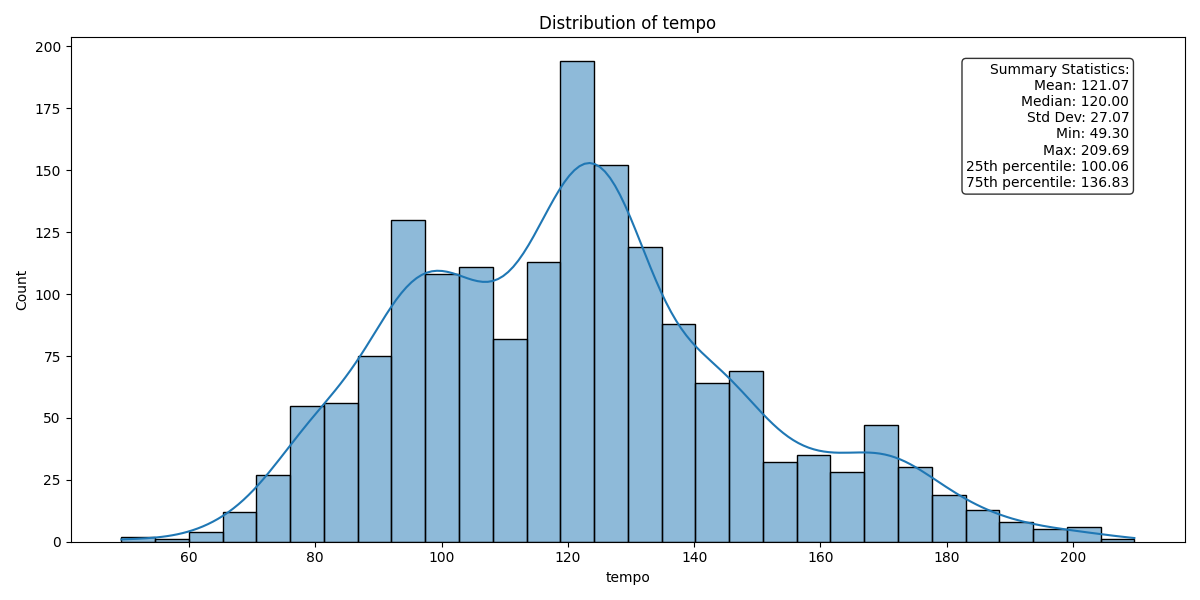 Distribution of tempo
200
175
150
125
100
75
50
25
0
Count
Summary Statistics:
Mean: 121.07
Median: 120.00
Std Dev: 27.07
Min: 49.30
Max: 209.69
25th percentile: 100.06
75th percentile: 136.83
60 80 100 120 140 160 180 200
tempo